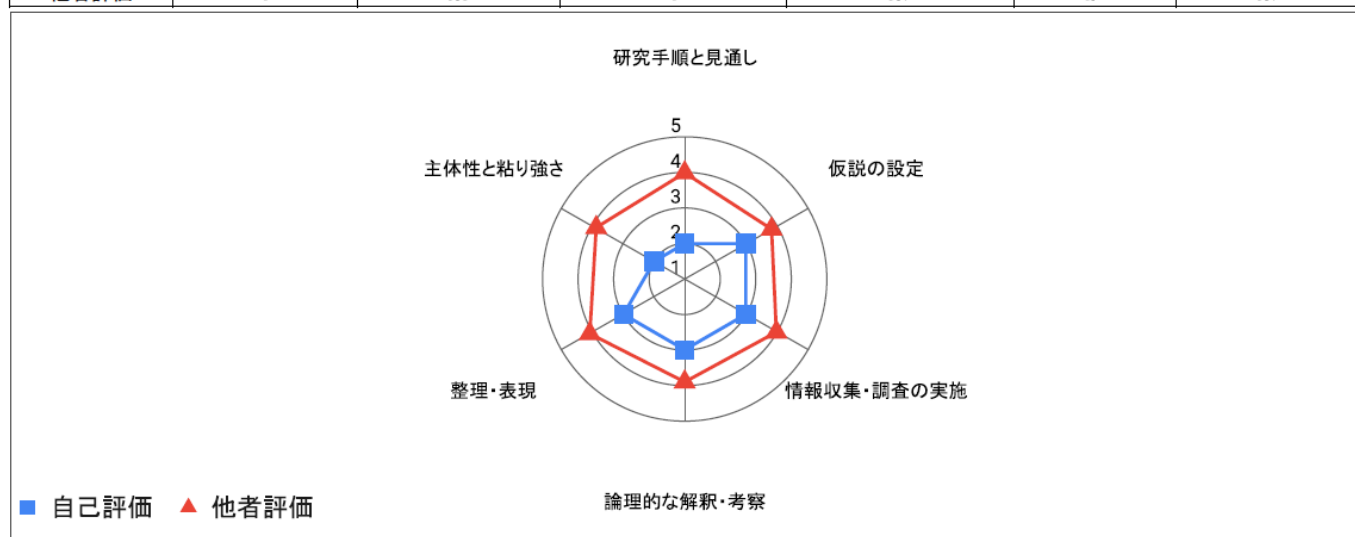 研究手順と見通し
5
主体性と粘り強さ
4
仮説の設定
3
2
1
整理・表現
情報収集・調査の実施
論理的な解釈・考察
自己評価
他者評価